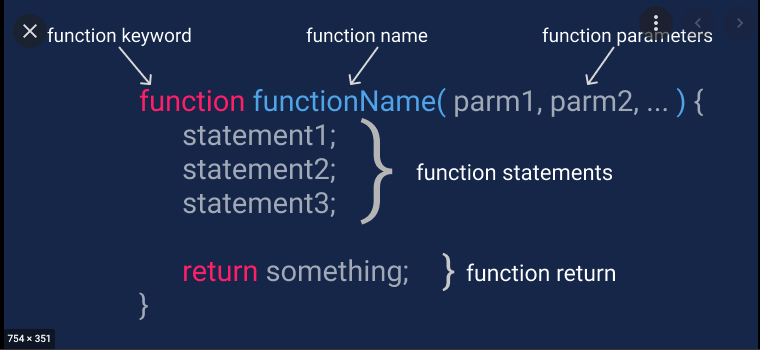 function keyword function name function parameters
function functionName( parm1, parm2, ... ) {
statement1;
statement2;
statement3;
function statements
return something;
function return
}
754 × 351